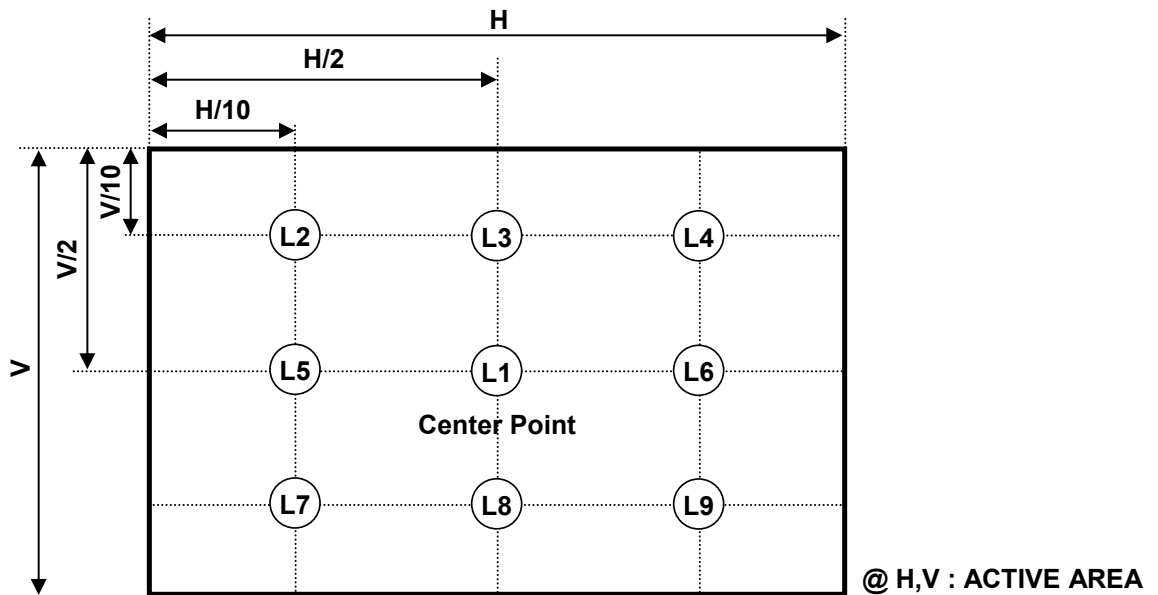 H
H/2
H/10
V/10
V/2
V
L2 L3 L4
L5 L1 L6
Center Point
L7 L8 L9
@ H,V : ACTIVE AREA